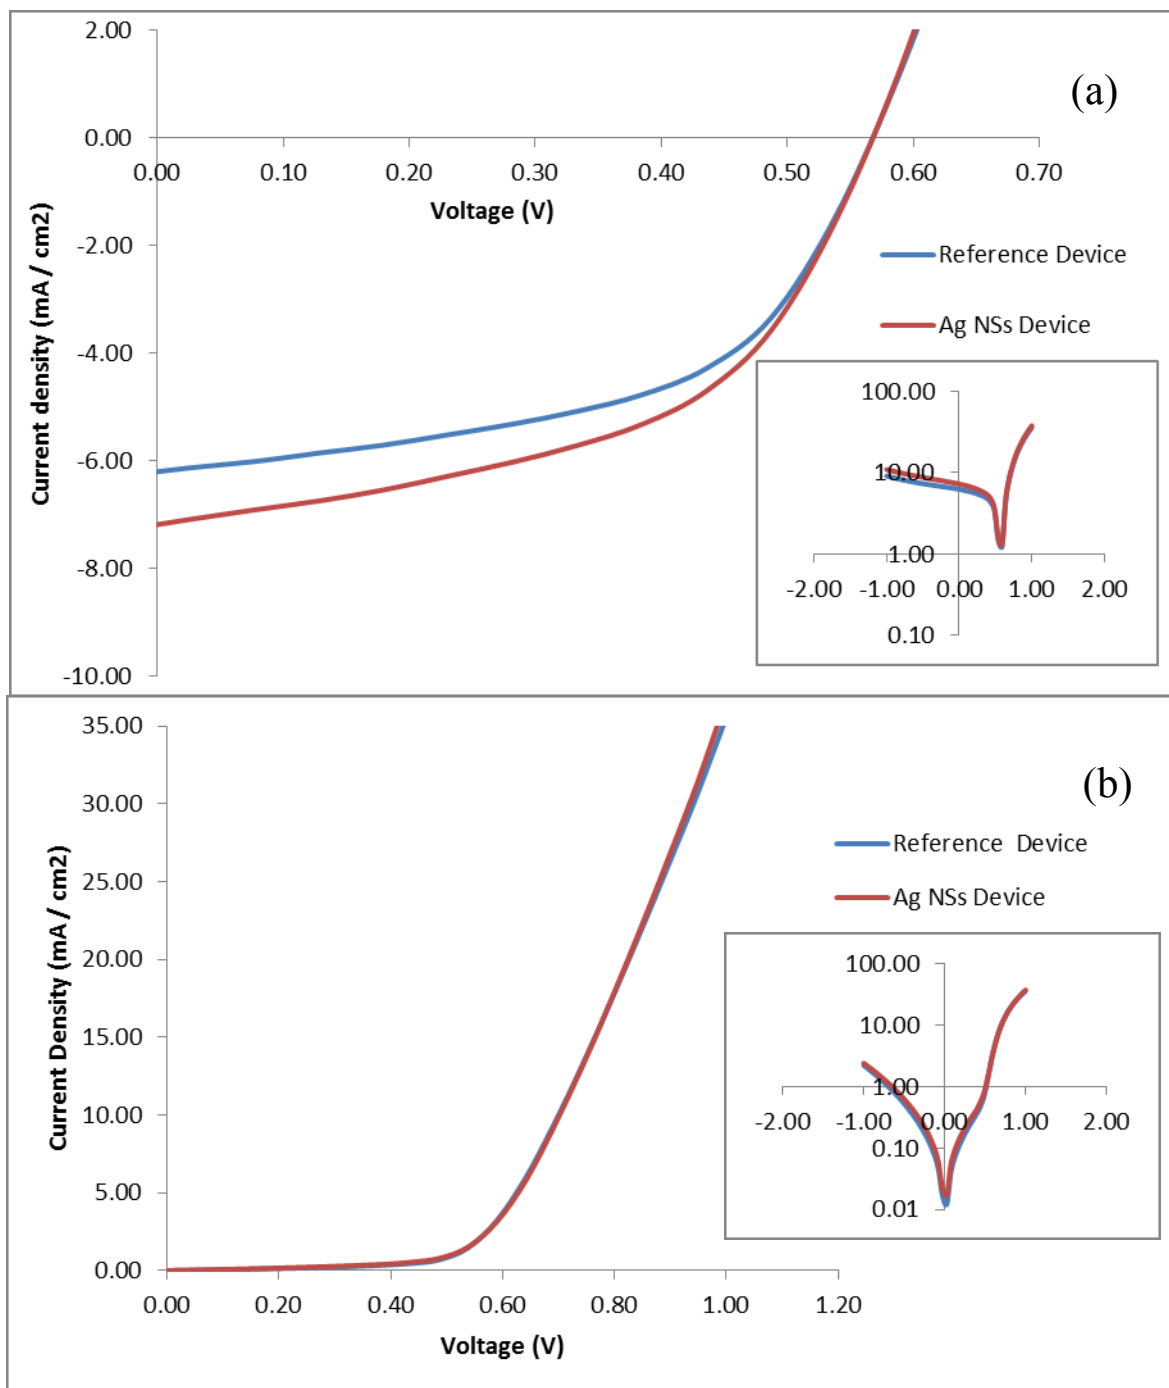 2.00
(a)
0.00
0.00 0.10 0.20 0.30 0.40 0.50 0.60 0.70
Voltage (V)
Current density (mA / cm2)
-2.00
Reference Device
Ag NSs Device
-4.00
-6.00
-8.00
-10.00
100.00
10.00
1.00
-2.00 -1.00 0.00 1.00 2.00
0.10
35.00
(b)
30.00
Reference Device
Ag NSs Device
25.00
20.00
15.00
10.00
5.00
0.00
Current Density (mA / cm2)
0.00 0.20 0.40 0.60 0.80 1.00 1.20
Voltage (V)
100.00
10.00
1.00
-2.00 -1.00 0.00 1.00 2.00
0.10
0.01